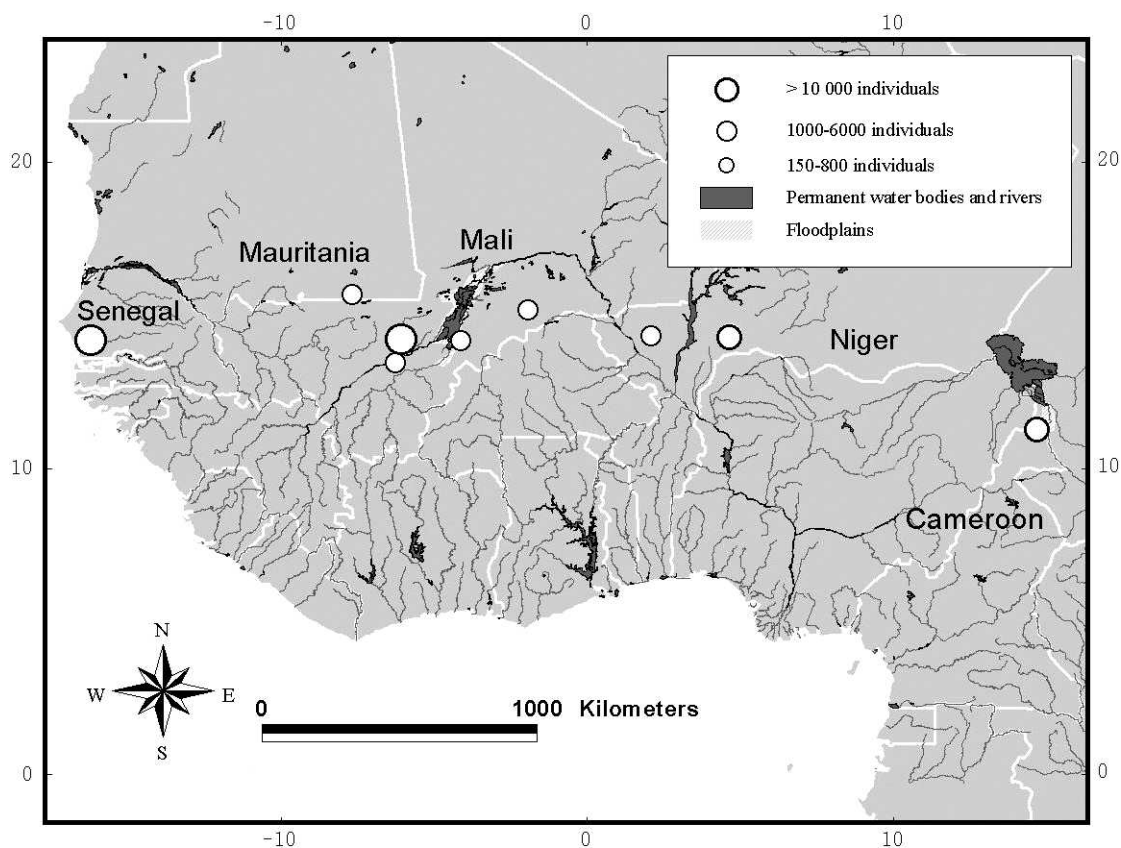 -10 0 10
> 10 000 individuals
1000-6000 individuals
150-800 individuals
Permanent water bodies and rivers
Floodplains
20 20
Mauritania Mali
Senegal
Niger
10 10
Cameroon
N
W E
S
0 1000 Kilometers
0 0
-10 0 10